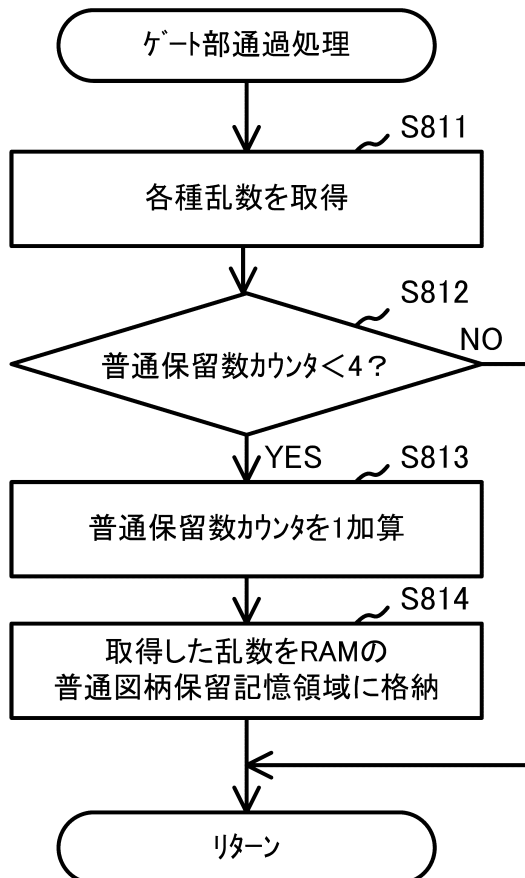 ｹﾞｰﾄ部通過処理
S811
各種乱数を取得
S812
普通保留数ｶｳﾝﾀ＜4？
NO
YES
S813
普通保留数ｶｳﾝﾀを1加算
S814
取得した乱数をRAMの
普通図柄保留記憶領域に格納
ﾘﾀｰﾝ